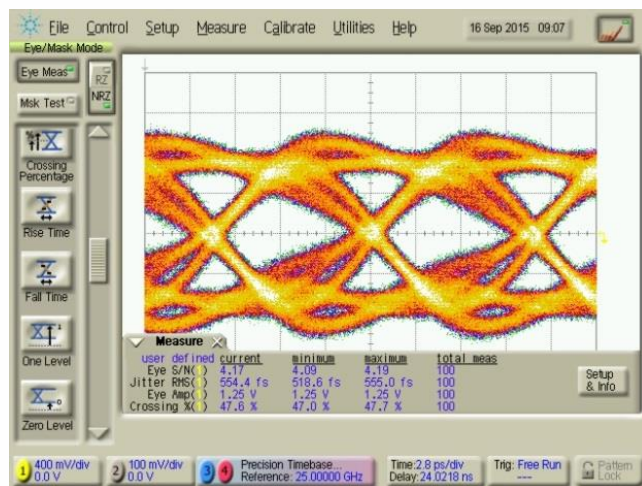 File Control Setup Measure Calibrate Utilities Help 16 Sep 2015 09:07
Eye/Mask Mode
Eye Meas
RZ
NRZ
Msk Test
Crossing
Percentage
Rise Time
Fall Time
One Level
Zero Level
Measure
user defined current minimum maximum total meas
Eye S/N(1) 4.17 4.09 4.19 100
Jitter RMS(1) 554.4 fs 518.6 fs 555.0 fs 100
Eye Amp(1) 1.25 V 1.25 V 1.25 V 100
Crossing %(1) 47.6 % 47.0 % 47.7 % 100
Setup
& Info
1 400 mV/div
0.0 V
2 100 mV/div
0.0 V
3 4 Precision Timebase...
Reference: 25.00000 GHz
Time:2.8 ps/div
Delay:24.0218 ns
Trig: Free Run
---
Pattern
Lock